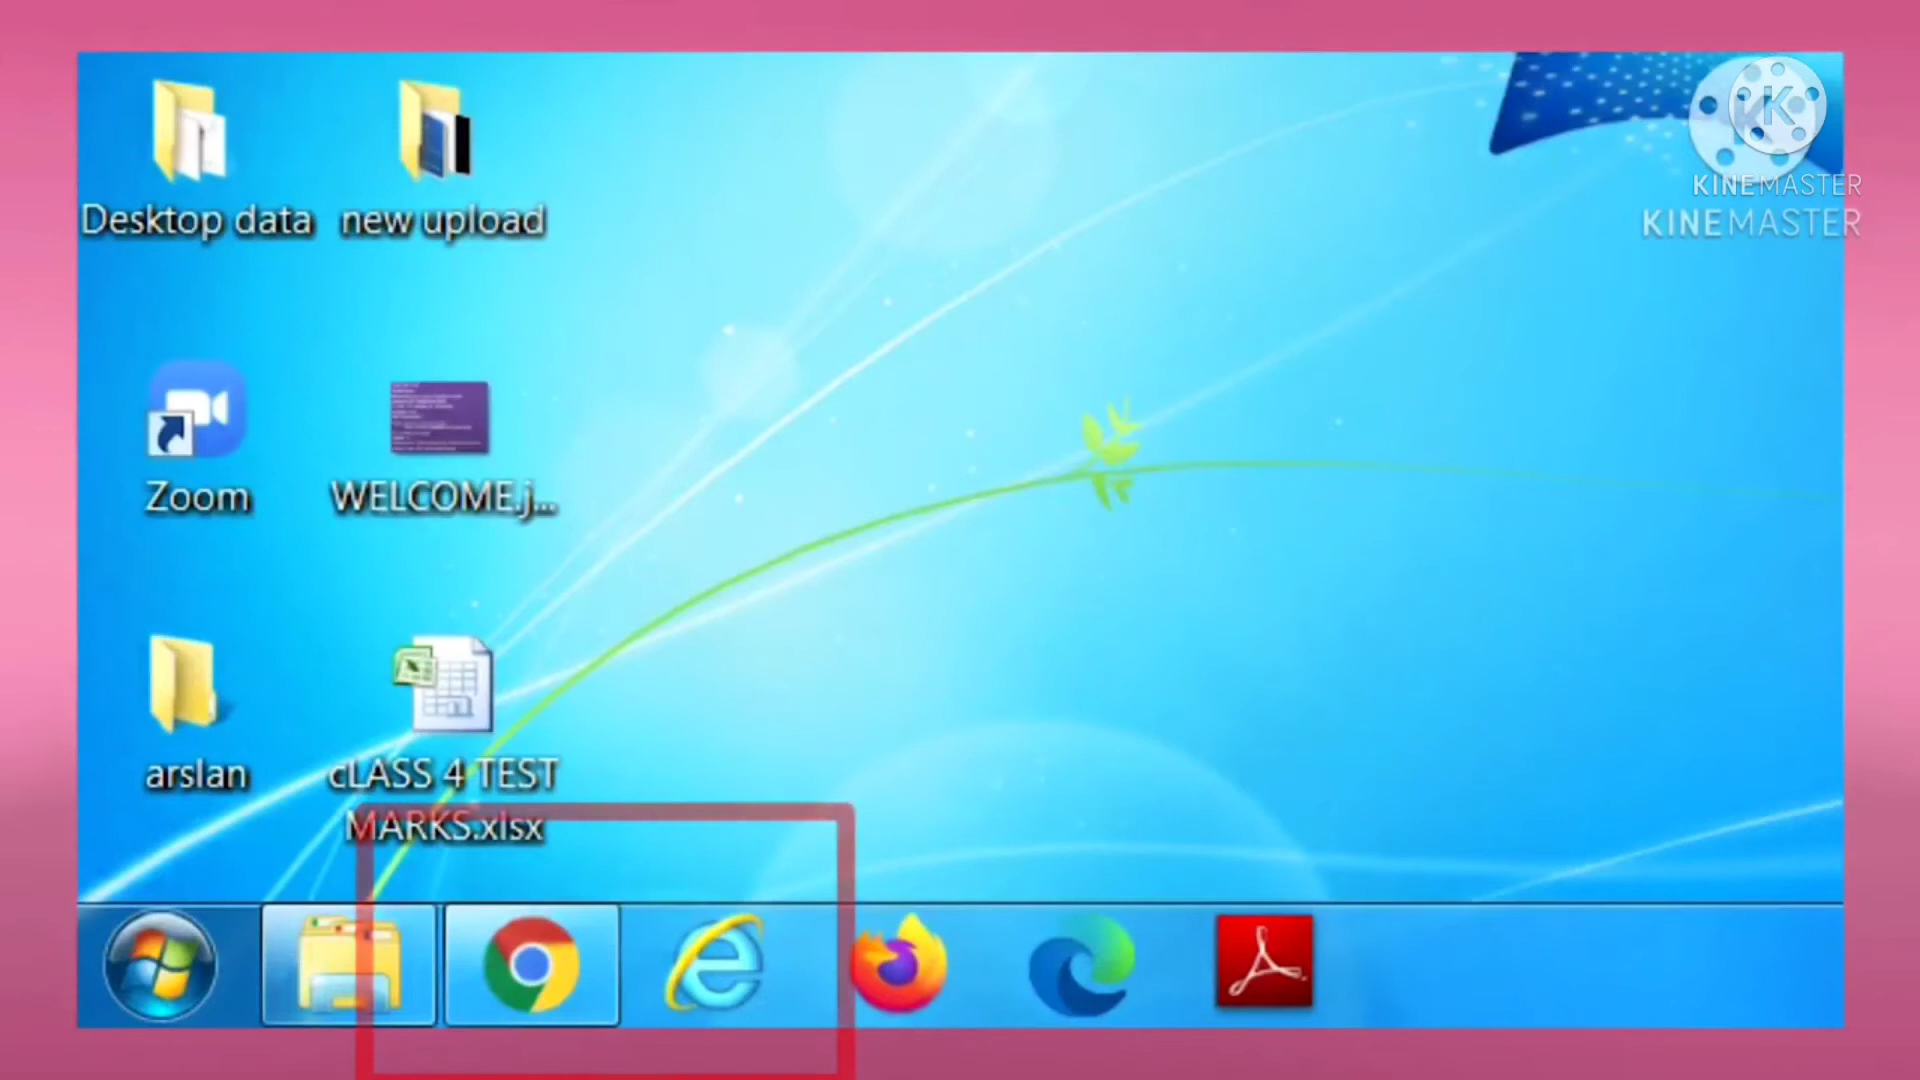 Desktop data
new upload
KINEMASTER
KINEMASTER
Zoom
WELCOME.j...
arslan
cLASS 4 TEST
MARKS.xlsx